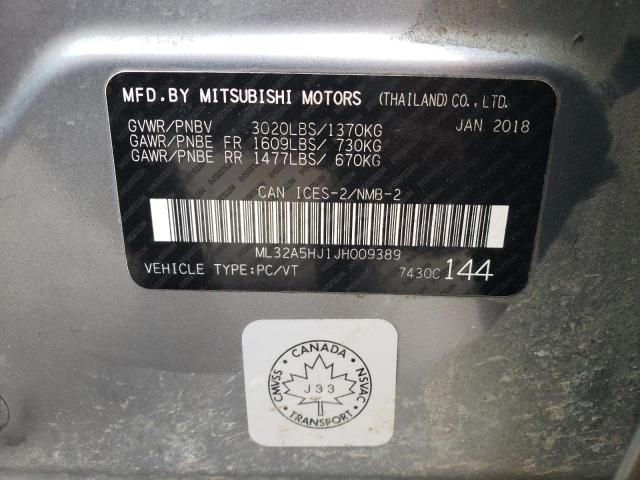 MFD.BY MITSUBISHI MOTORS (THAILAND) CO.,LTD.
GVWR/PNBV 3020LBS/1370KG JAN 2018
GAWR/PNBE FR 1609LBS/ 730KG
GAWR/PNBE RR 1477LBS/ 670KG
CAN ICES-2/NMB-2
ML32A5HJ1JH009389
VEHICLE TYPE:PC/VT 7430C 144
CANADA
CMVSS
NSVAC
J33
TRANSPORT